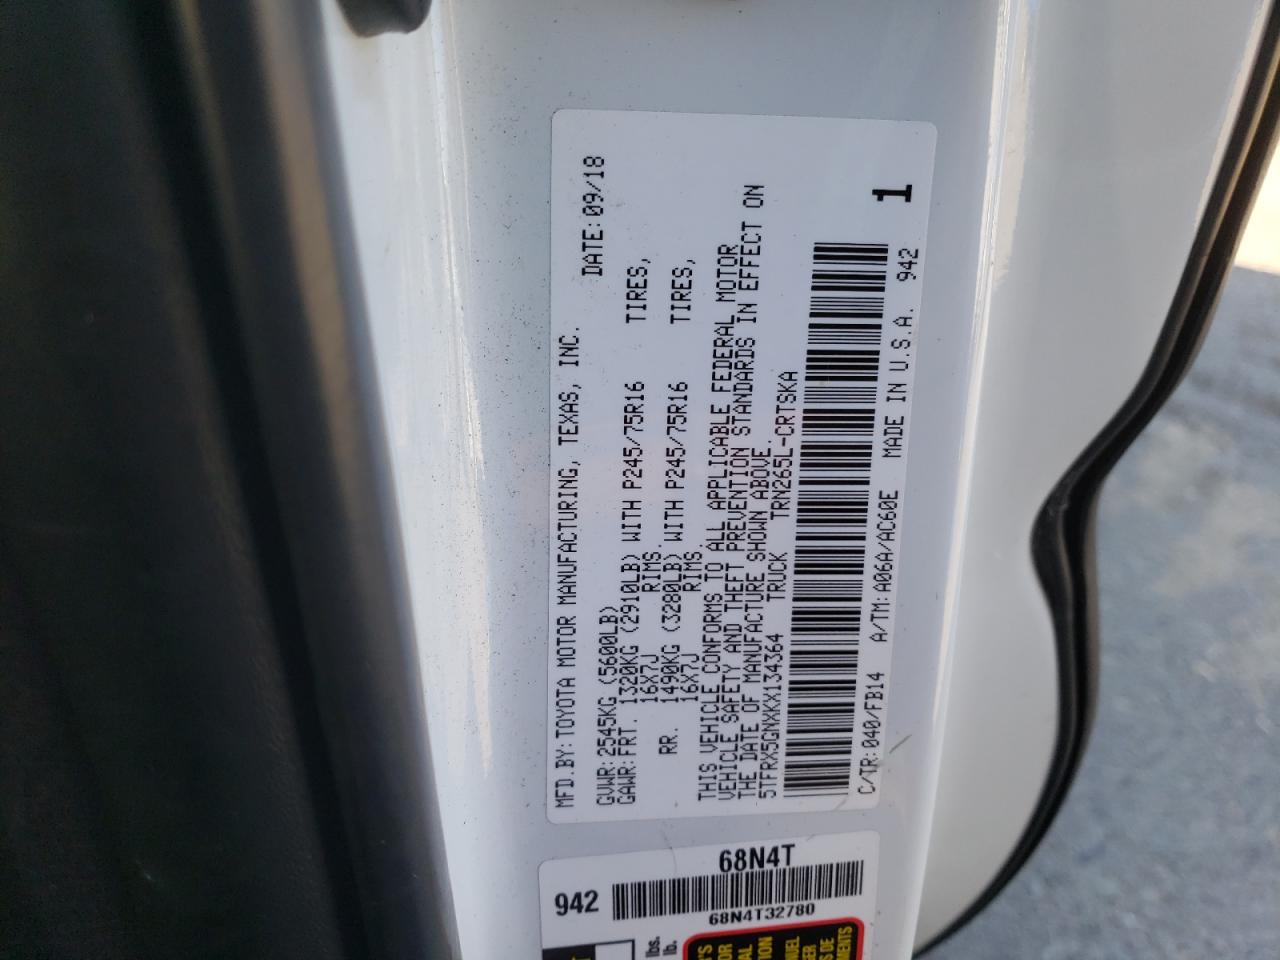 MFD.BY:TOYOTA MOTOR MANUFACTURING, TEXAS, INC.
DATE:09/18
GVWR:2545KG (5600LB)
GAWR:FRT. 1320KG (2910LB) WITH P245/75R16 TIRES,
16X7J RIMS.
RR. 1490KG (3280LB) WITH P245/75R16 TIRES,
16X7J RIMS.
THIS VEHICLE CONFORMS TO ALL APPLICABLE FEDERAL MOTOR
VEHICLE SAFETY AND THEFT PREVENTION STANDARDS IN EFFECT ON
THE DATE OF MANUFACTURE SHOWN ABOVE.
5TFRX5GNXKX134364 TRUCK TRN265L-CRTSKA
1
C/TR:040/FB14 A/TM:A06A/AC60E MADE IN U.S.A. 942
68N4T
942
68N4T32780
lbs.
lb.